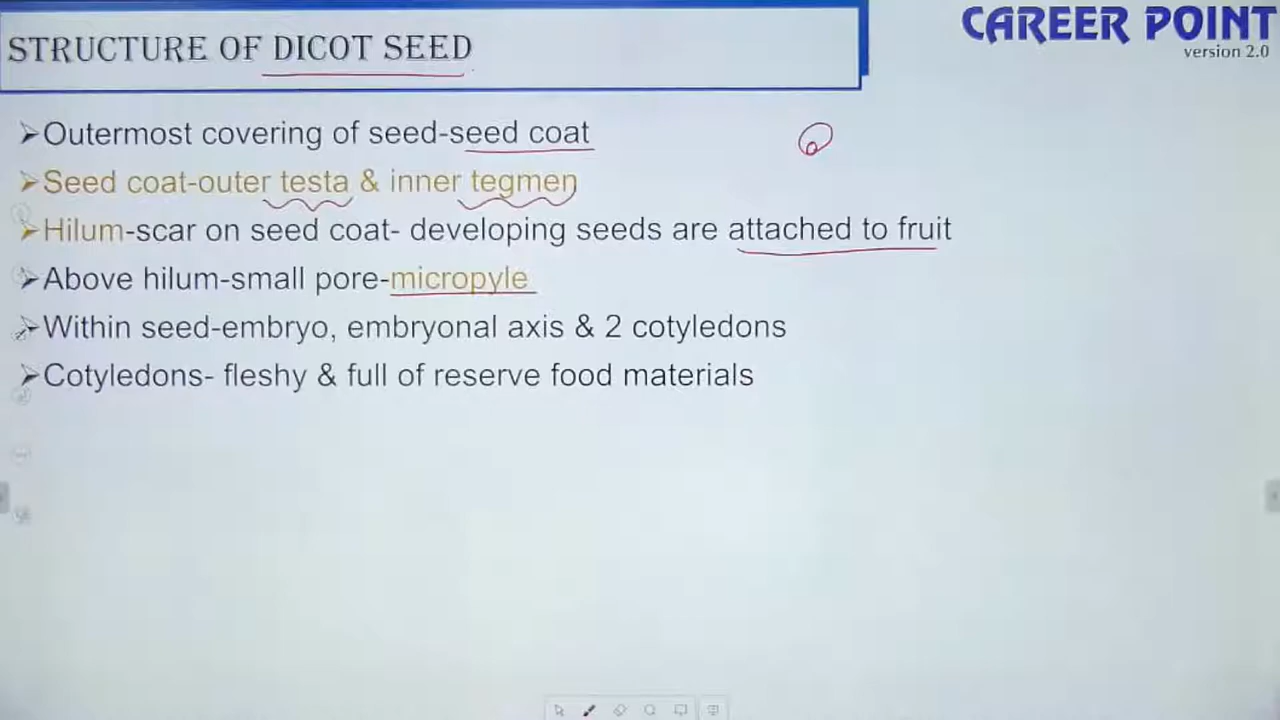 CAREER POINT
version 2.0
STRUCTURE OF DICOT SEED
➢Outermost covering of seed-seed coat
➢Seed coat-outer testa & inner tegmen
➢Hilum-scar on seed coat- developing seeds are attached to fruit
➢Above hilum-small pore-micropyle
➢Within seed-embryo, embryonal axis & 2 cotyledons
➢Cotyledons- fleshy & full of reserve food materials